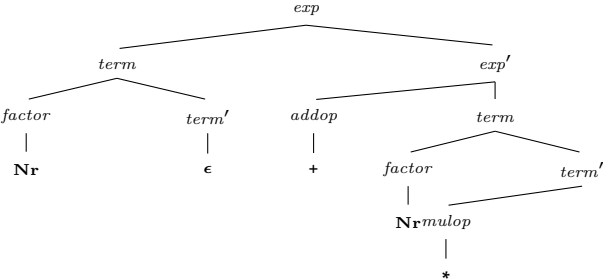 exp
term exp′
factor term′ addop term
Nr ϵ + factor term′
Nr mulop
*